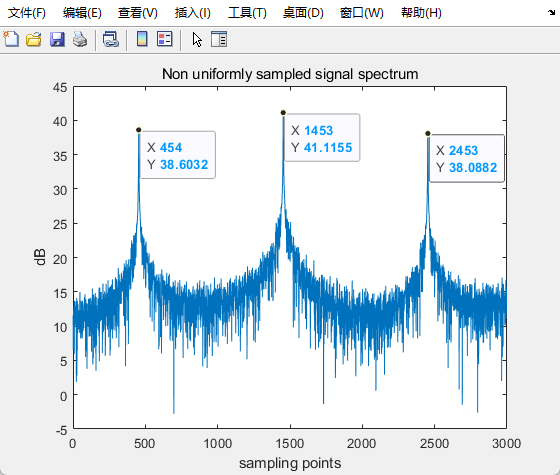 文件(F) 编辑(E) 查看(V) 插入(I) 工具(T) 桌面(D) 窗口(W) 帮助(H)
Non uniformly sampled signal spectrum
45
40
35
30
25
20
15
10
5
0
-5
dB
X 454
Y 38.6032
X 1453
Y 41.1155
X 2453
Y 38.0882
0 500 1000 1500 2000 2500 3000
sampling points